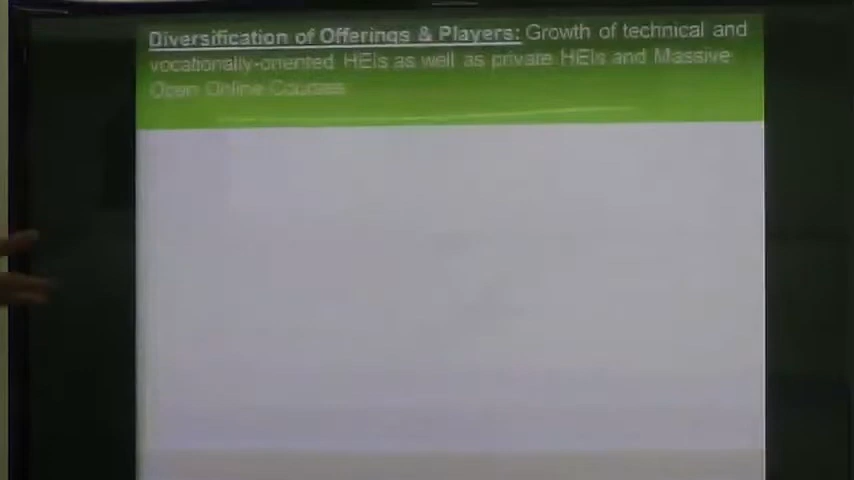 Diversification of Offerings & Players: Growth of technical and
vocationally-oriented HEIs as well as private HEIs and Massive
Open Online Courses